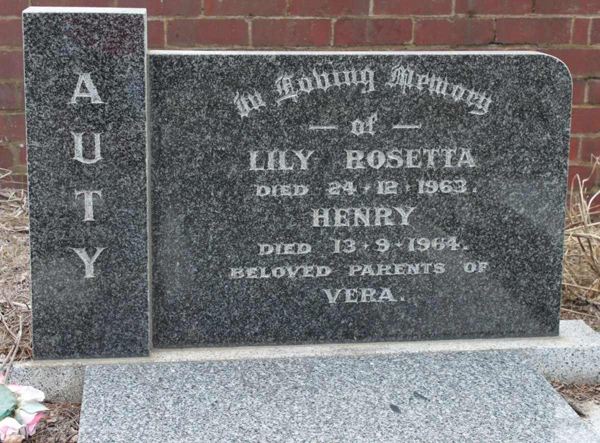 AUTY
In Loving Memory
— of —
LILY ROSETTA
DIED 24·12·1963.
HENRY
DIED 13·9·1964.
BELOVED PARENTS OF
VERA.